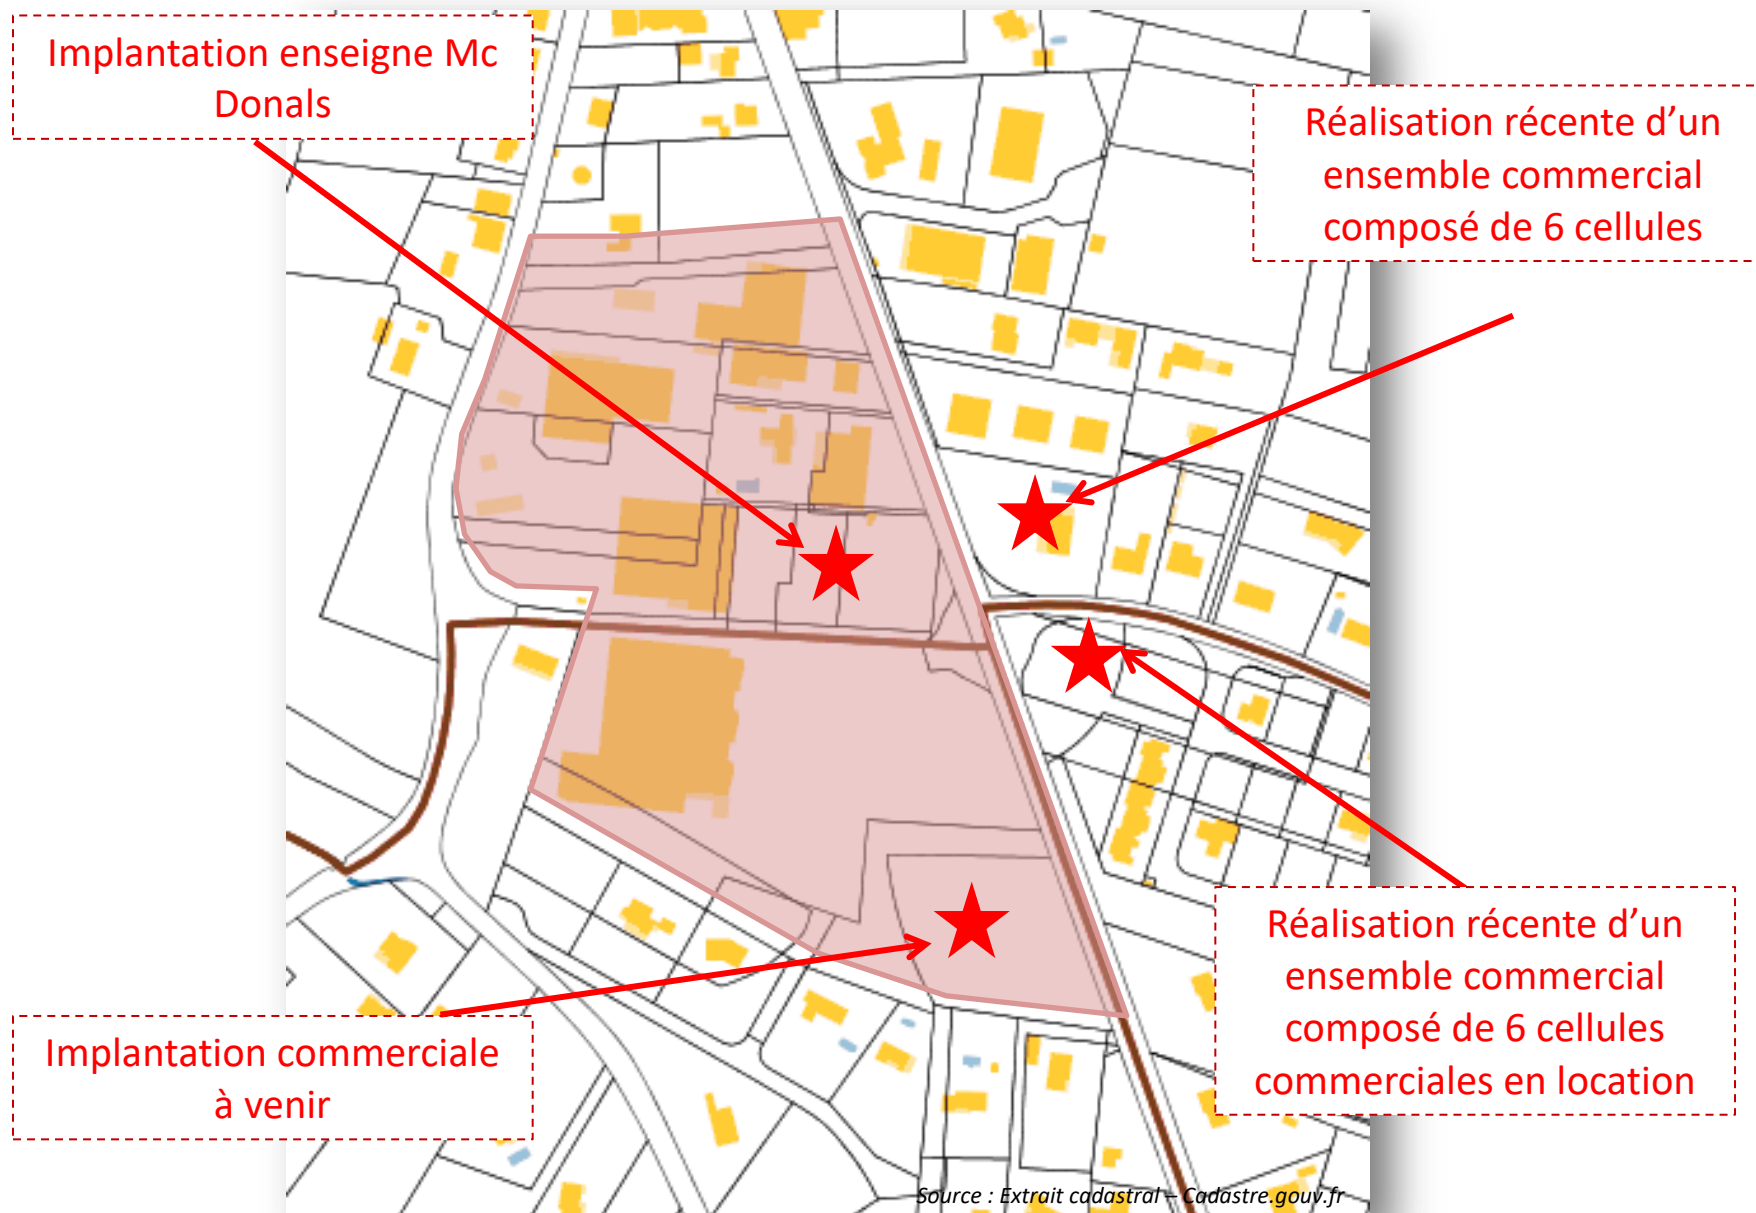 Implantation enseigne Mc
Donals
Réalisation récente d’un
ensemble commercial
composé de 6 cellules
Implantation commerciale
à venir
Réalisation récente d’un
ensemble commercial
composé de 6 cellules
commerciales en location
Source : Extrait cadastral – Cadastre.gouv.fr